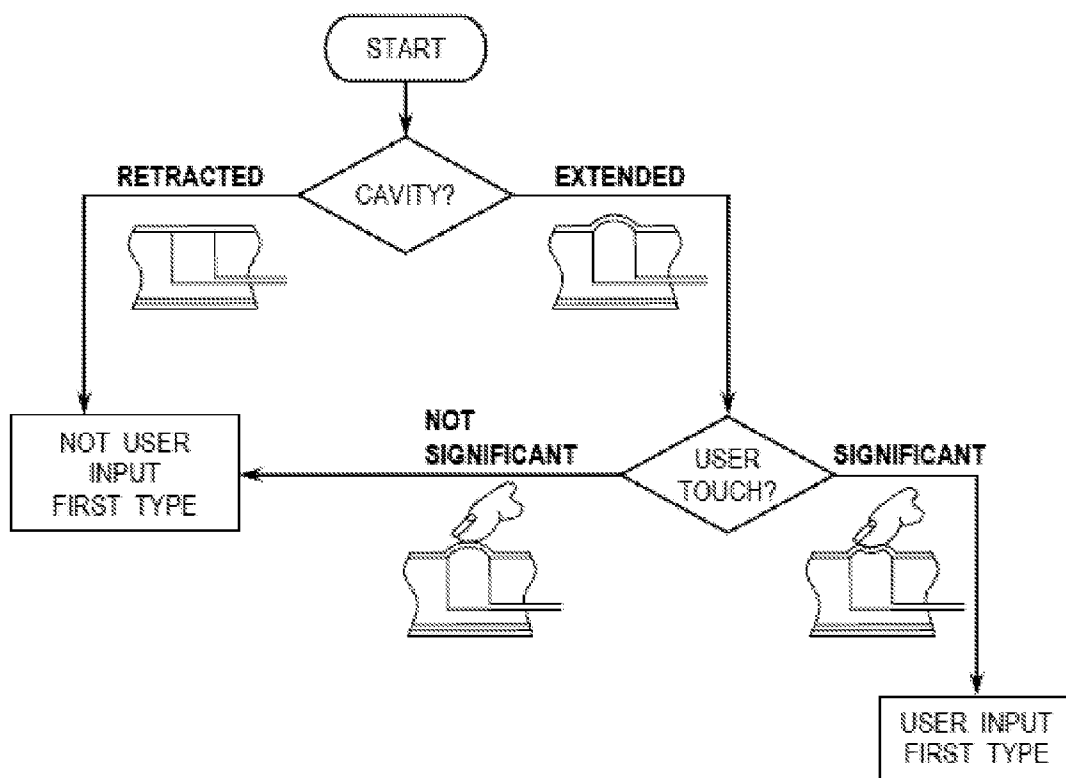 START
RETRACTED
CAVITY?
EXTENDED
NOT USER
INPUT
FIRST TYPE
NOT
SIGNIFICANT
USER
TOUCH?
SIGNIFICANT
USER INPUT
FIRST TYPE